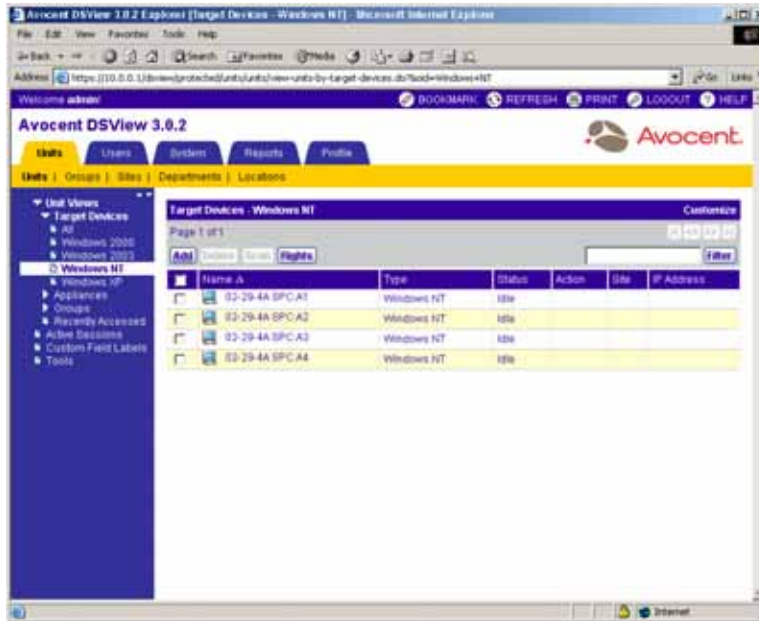 Avocent DSView 3.0.2 Explorer [Target Devices - Windows NT] - Microsoft Internet Explorer
File Edit View Favorites Tools Help
Back Search Favorites Media
Address Go Links
Welcome admin! BOOKMARK REFRESH PRINT LOGOUT HELP
Avocent DSView 3.0.2
Avocent
Units Users System Reports Profile
Units | Groups | Sites | Departments | Locations
Unit Views
Target Devices
All
Windows 2000
Windows 2003
Windows NT
Windows XP
Appliances
Groups
Recently Accessed
Active Sessions
Custom Field Labels
Tools
Target Devices - Windows NT Customize
Page 1 of 1
Add Delete Rights Filter
Name Type Status Action Site IP Address
02-29-4A SPC:A1 Windows NT Idle
02-29-4A SPC:A2 Windows NT Idle
02-29-4A SPC:A3 Windows NT Idle
02-29-4A SPC:A4 Windows NT Idle
Internet